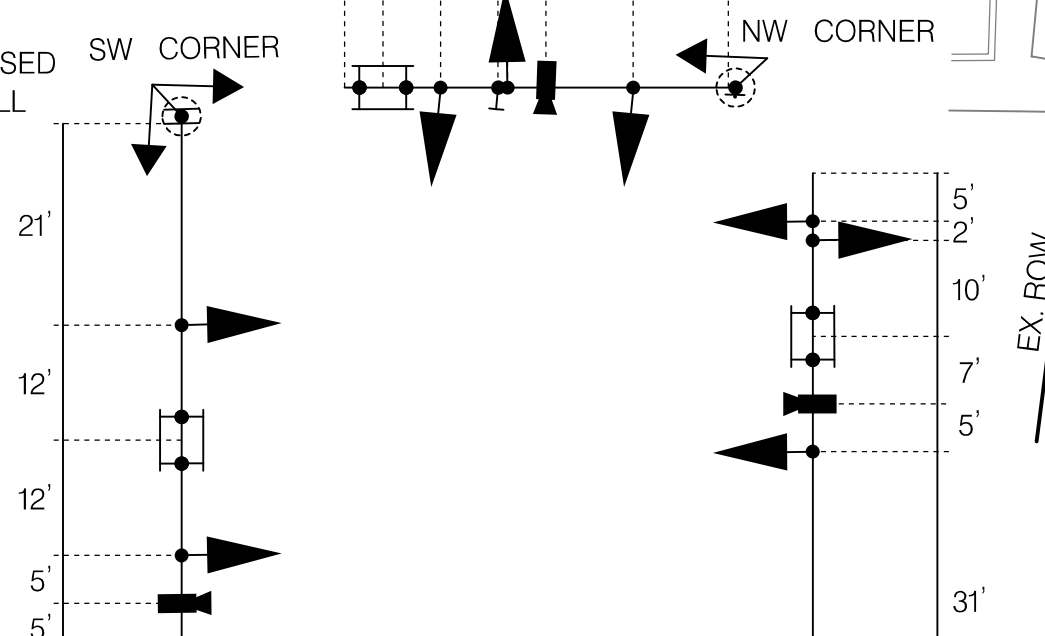 SW CORNER
NW CORNER
SED
LL
21'
12'
12'
5'
5'
5'
2'
10'
7'
5'
31'
EX. ROW